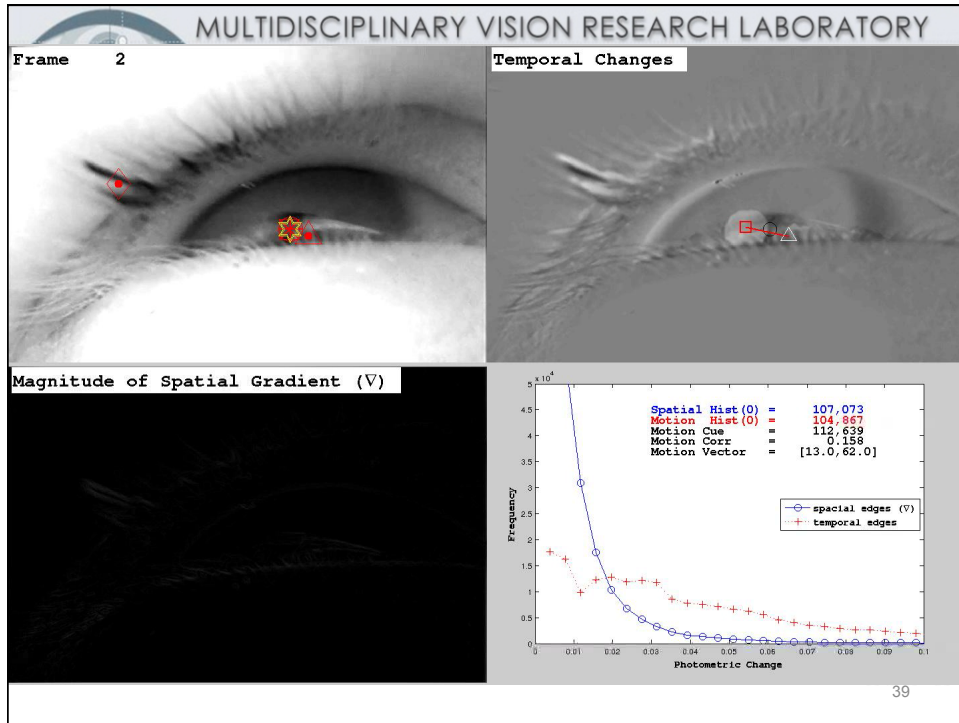 MULTIDISCIPLINARY VISION RESEARCH LABORATORY
Frame 2
Temporal Changes
Magnitude of Spatial Gradient (∇)
x 10⁴
5
4.5
4
3.5
3
2.5
2
1.5
1
0.5
0
Frequency
Spatial Hist(0) = 107,073
Motion Hist(0) = 104,867
Motion Cue = 112,639
Motion Corr = 0.158
Motion Vector = [13.0,62.0]
spacial edges (∇)
temporal edges
0 0.01 0.02 0.03 0.04 0.05 0.06 0.07 0.08 0.09 0.1
Photometric Change
39